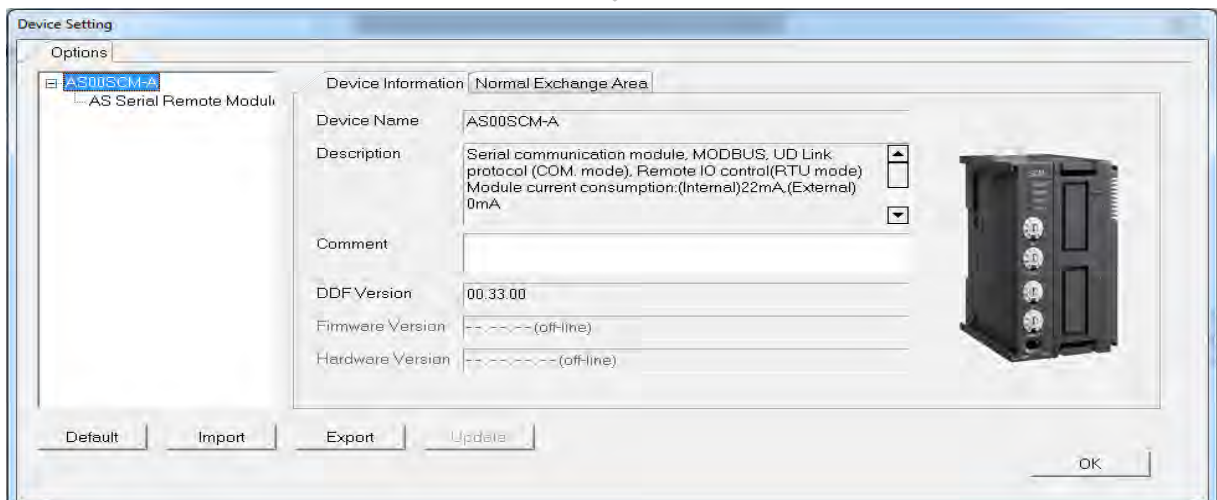 Device Setting
Options
AS00SCM-A
AS Serial Remote Modul
Device Information Normal Exchange Area
Device Name AS00SCM-A
Description Serial communication module, MODBUS, UD Link
protocol (COM. mode), Remote IO control(RTU mode)
Module current consumption:(Internal)22mA,(External)
0mA
Comment
DDF Version 00.33.00
Firmware Version --.--.--(off-line)
Hardware Version --.--.--.--(off-line)
SCM
Default Import Export Update
OK